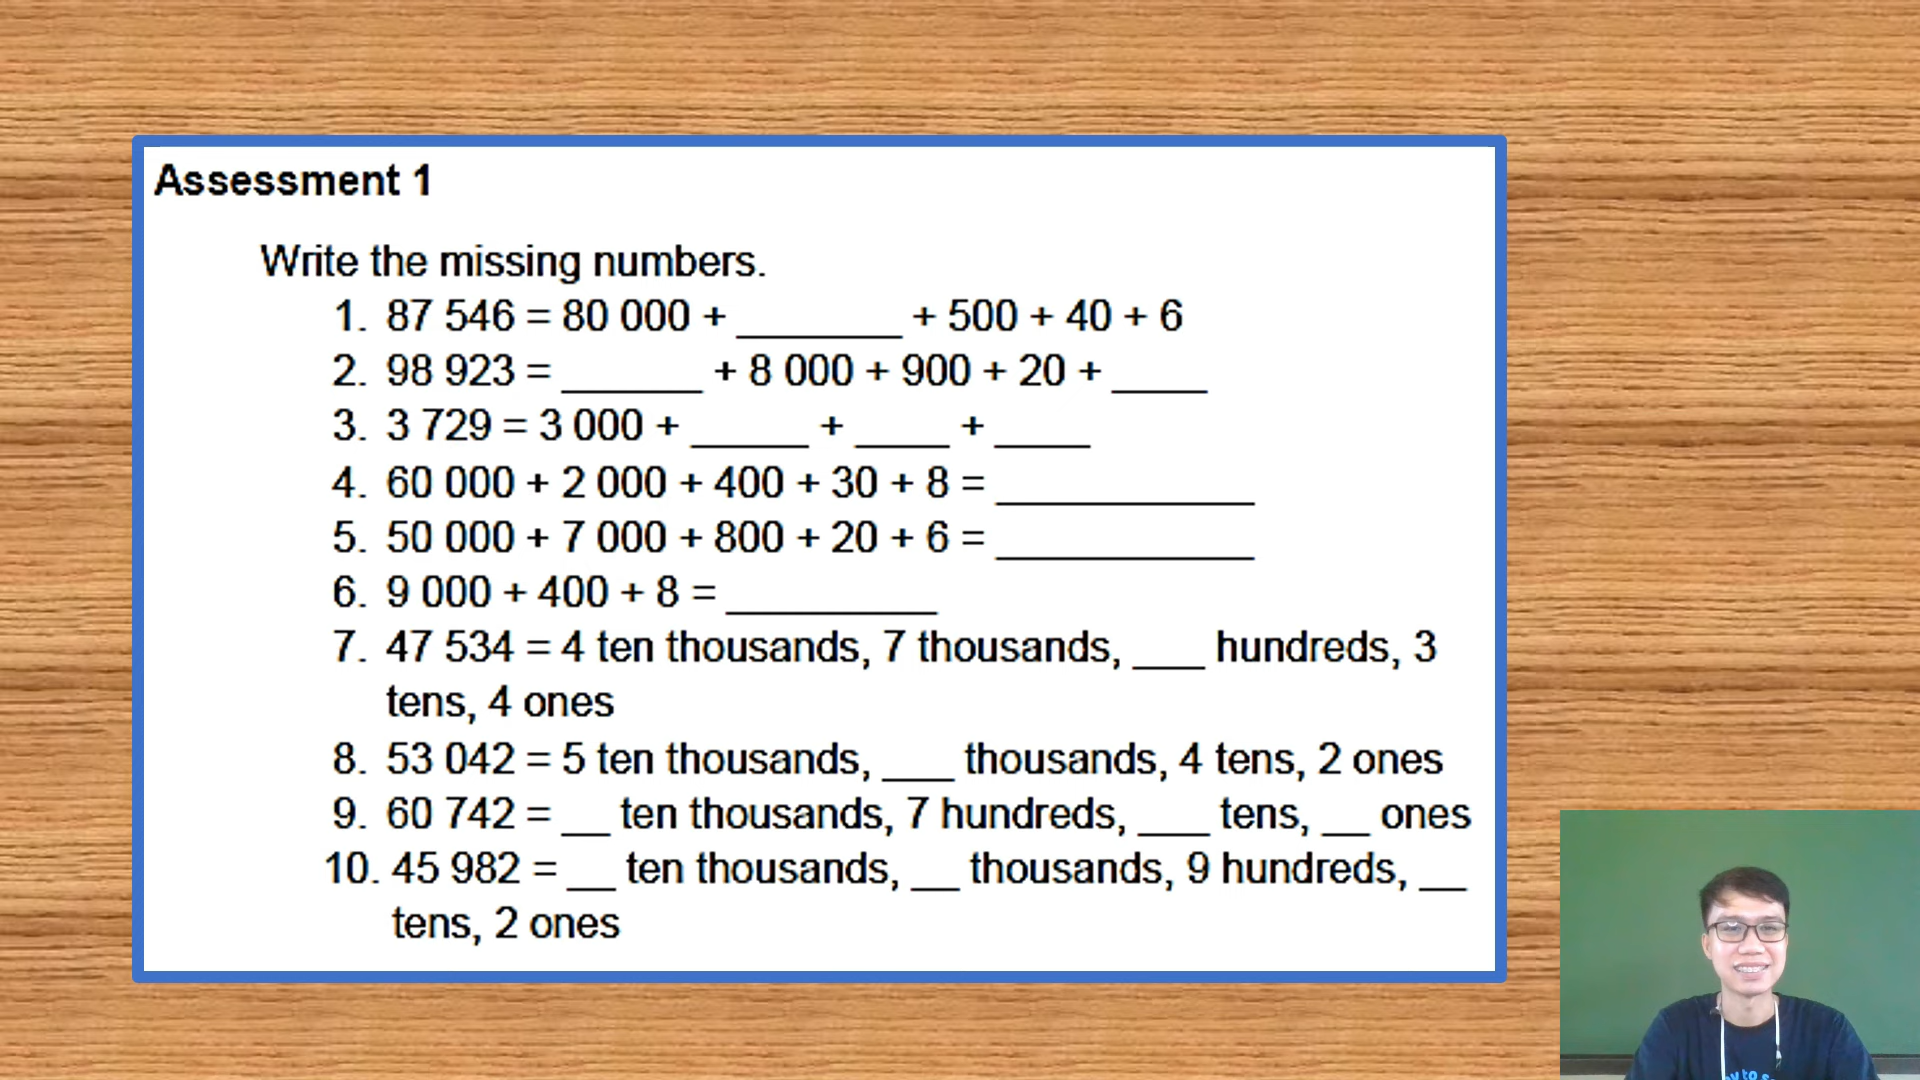 Assessment 1
Write the missing numbers.
1. 87 546 = 80 000 + _______ + 500 + 40 + 6
2. 98 923 = ______ + 8 000 + 900 + 20 + ____
3. 3 729 = 3 000 + _____ + ____ + ____
4. 60 000 + 2 000 + 400 + 30 + 8 = ___________
5. 50 000 + 7 000 + 800 + 20 + 6 = ___________
6. 9 000 + 400 + 8 = _________
7. 47 534 = 4 ten thousands, 7 thousands, ___ hundreds, 3
tens, 4 ones
8. 53 042 = 5 ten thousands, ___ thousands, 4 tens, 2 ones
9. 60 742 = __ ten thousands, 7 hundreds, ___ tens, __ ones
10. 45 982 = __ ten thousands, __ thousands, 9 hundreds, __
tens, 2 ones